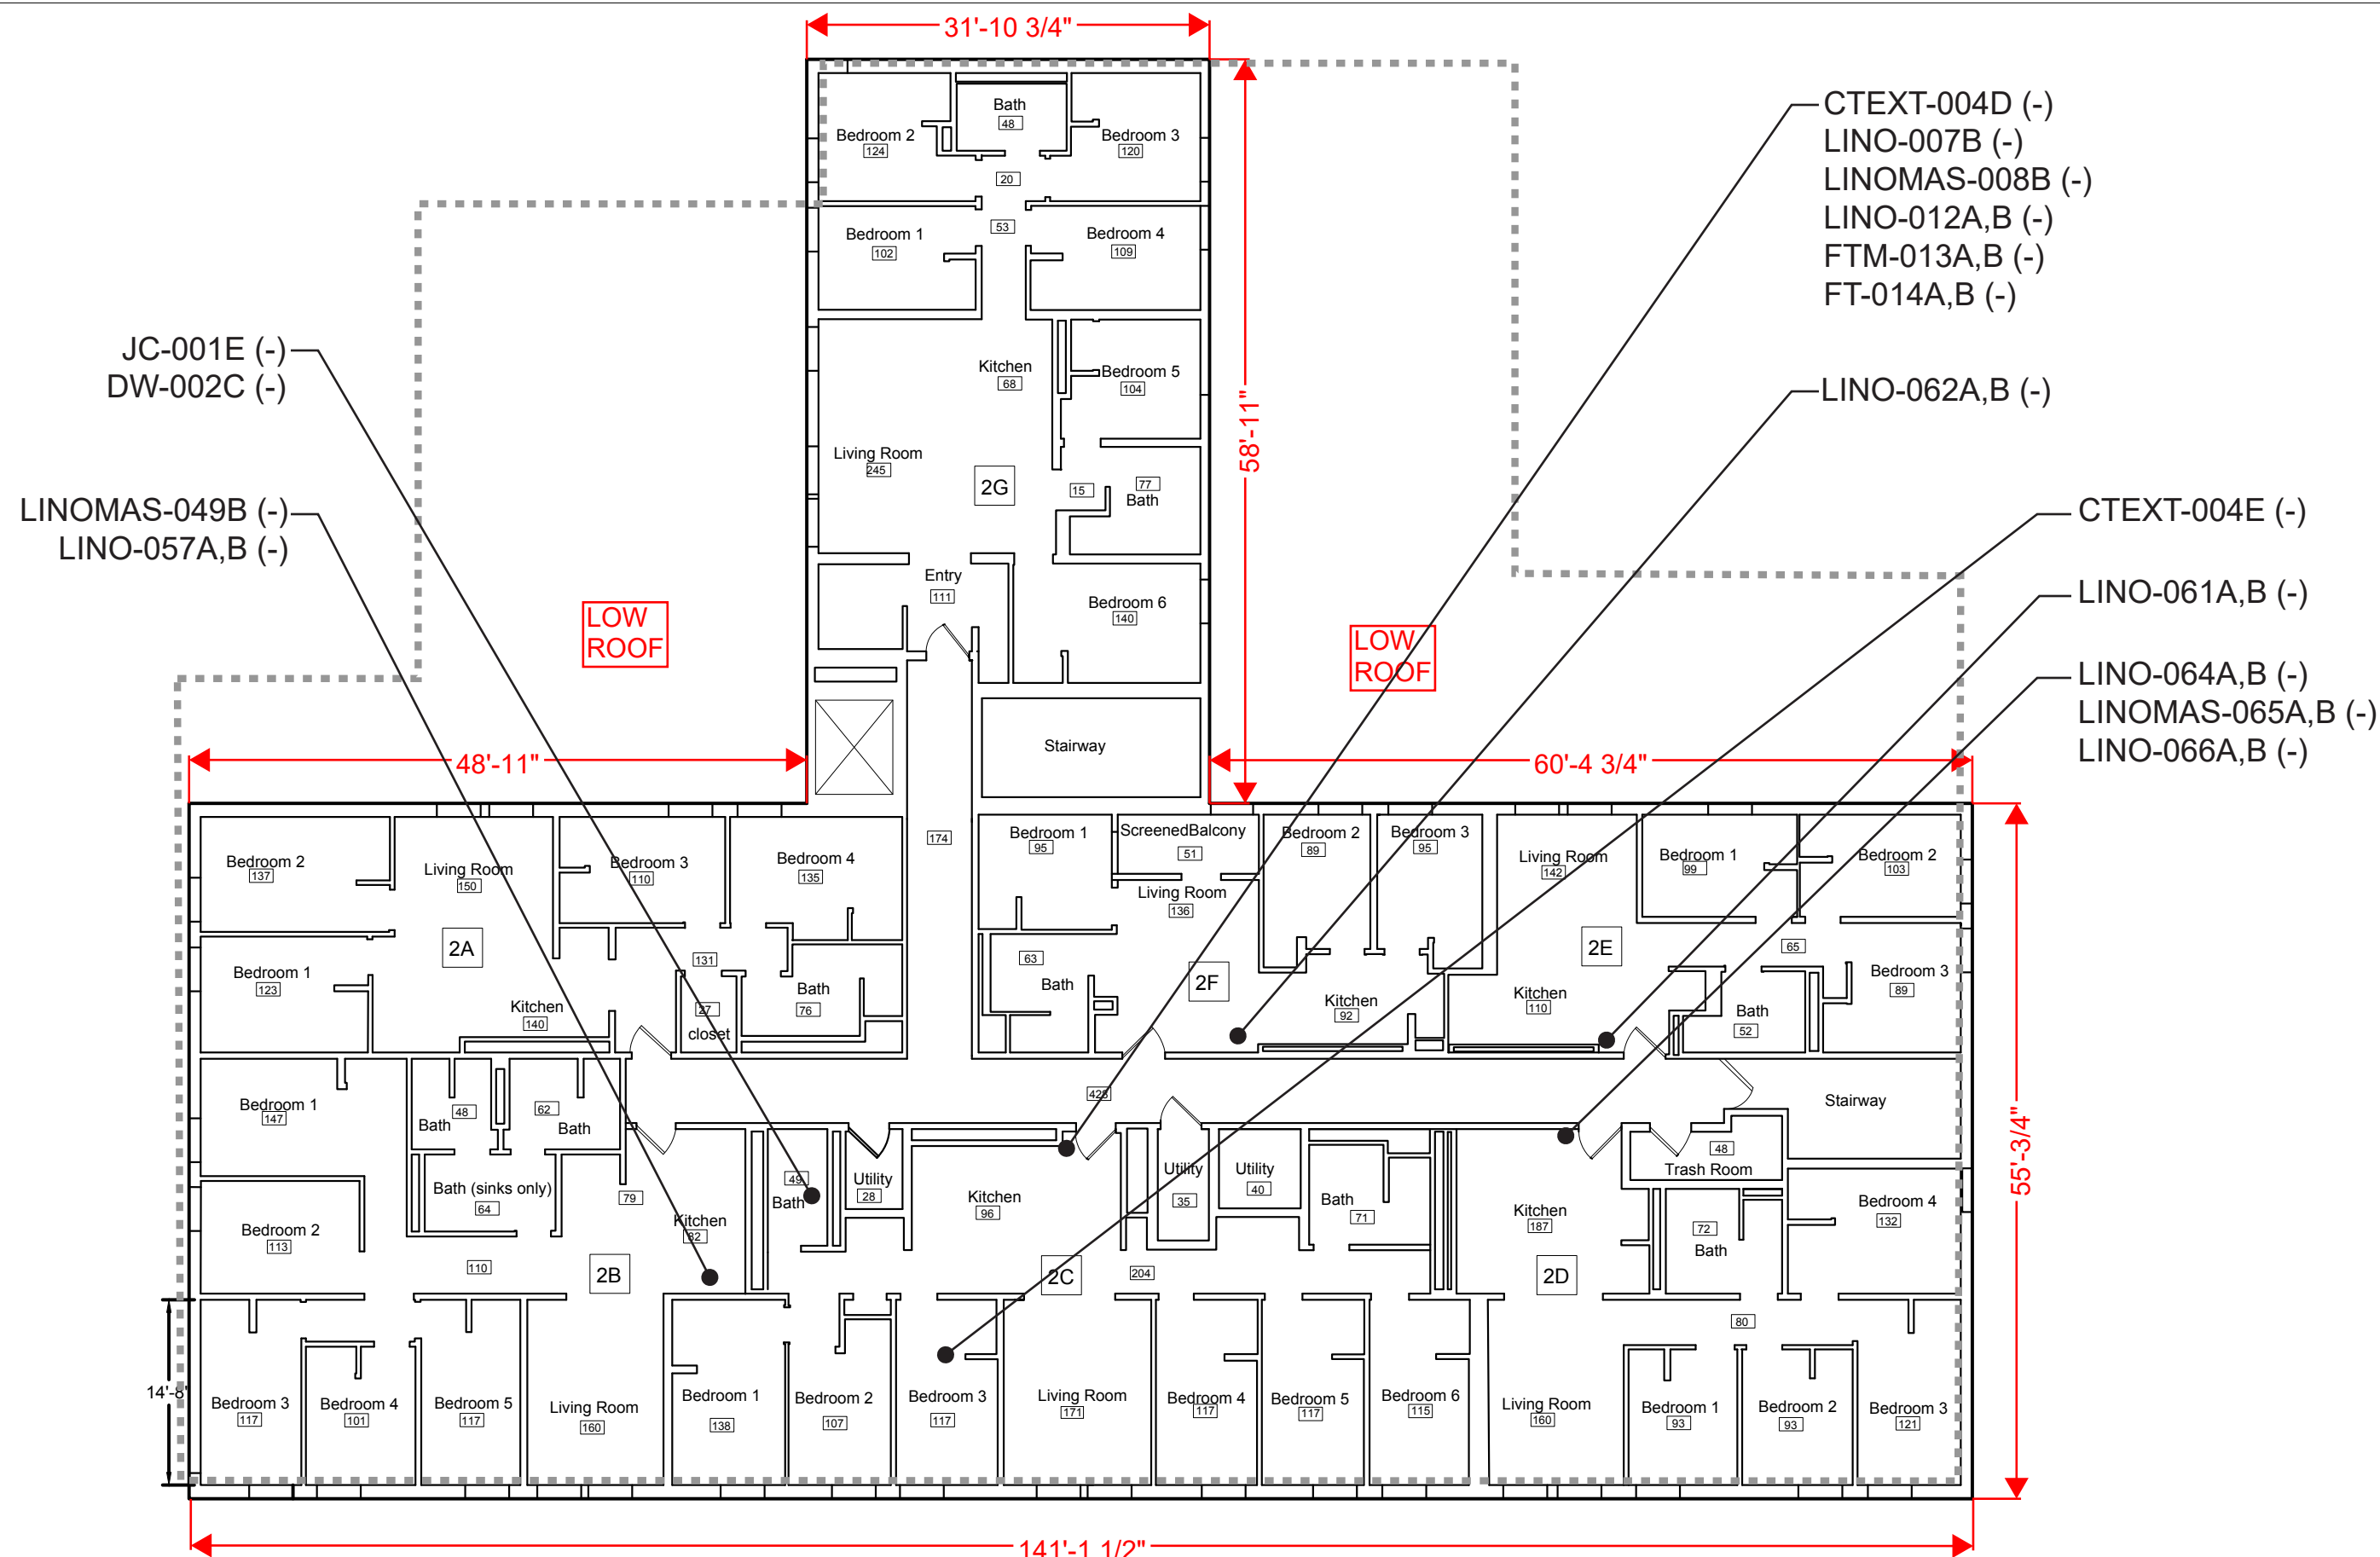 31'-10 3/4"
CTEXT-004D (-)
LINO-007B (-)
LINOMAS-008B (-)
LINO-012A,B (-)
FTM-013A,B (-)
FT-014A,B (-)
Bath
48
Bedroom 2
124
Bedroom 3
120
20
53
Bedroom 1
102
Bedroom 4
109
JC-001E (-)
DW-002C (-)
Kitchen
68
Bedroom 5
104
LINO-062A,B (-)
58'-11"
Living Room
245
2G
15
77
Bath
LINOMAS-049B (-)
LINO-057A,B (-)
CTEXT-004E (-)
Entry
111
Bedroom 6
140
LINO-061A,B (-)
LOW
ROOF
LOW
ROOF
LINO-064A,B (-)
LINOMAS-065A,B (-)
LINO-066A,B (-)
Stairway
48'-11"
60'-4 3/4"
Bedroom 2
137
Living Room
150
Bedroom 3
110
Bedroom 4
135
174
Bedroom 1
95
ScreenedBalcony
51
Bedroom 2
89
Bedroom 3
95
Living Room
142
Bedroom 1
99
Bedroom 2
103
Living Room
136
2A
131
63
2E
65
Bedroom 1
123
Bath
76
Bath
2F
Bedroom 3
89
Kitchen
140
27
closet
Kitchen
92
Kitchen
110
Bath
52
Bedroom 1
147
48
Bath
62
Bath
Stairway
48
Trash Room
55'-3/4"
Bath (sinks only)
64
79
49
Bath
Utility
28
Kitchen
96
Utility
35
Utility
40
Bath
71
Kitchen
187
72
Bath
Bedroom 4
132
Bedroom 2
113
Kitchen
110
2B
2C
204
2D
80
14'-8"
Bedroom 3
117
Bedroom 4
101
Bedroom 5
117
Living Room
160
Bedroom 1
138
Bedroom 2
107
Bedroom 3
117
Living Room
171
Bedroom 4
117
Bedroom 5
117
Bedroom 6
115
Living Room
160
Bedroom 1
93
Bedroom 2
93
Bedroom 3
121
141'-1 1/2"